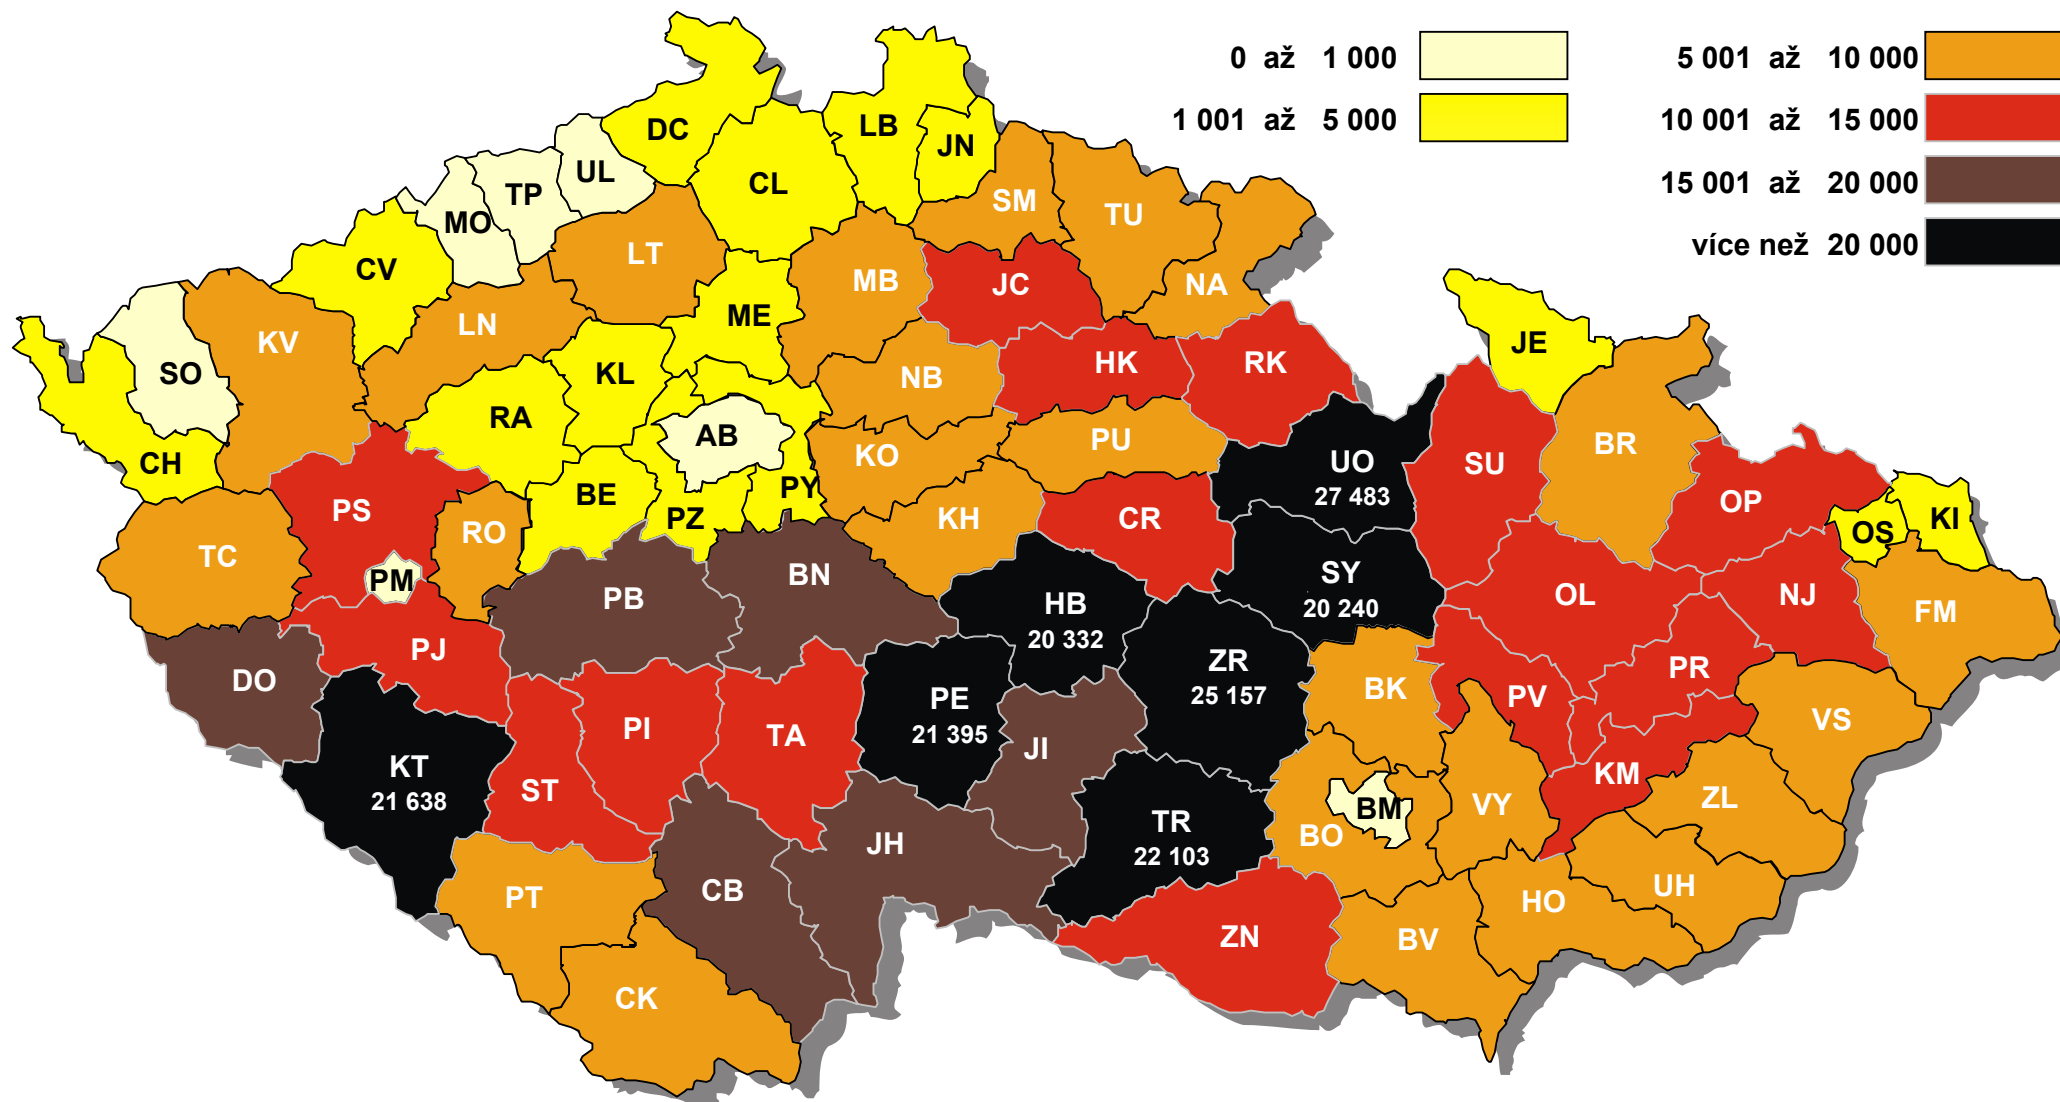 0 až 1 000
1 001 až 5 000
5 001 až 10 000
10 001 až 15 000
15 001 až 20 000
více než 20 000
DC
LB
JN
UL
TP
MO
CL
SM
TU
CV
LT
MB
JC
NA
KV
LN
ME
SO
KL
NB
HK
RK
JE
RA
AB
KO
PU
BR
CH
BE
PY
PZ
UO
27 483
SU
OP
PS
RO
KH
CR
OS
KI
TC
PM
PB
BN
HB
20 332
SY
20 240
OL
NJ
FM
DO
PJ
PE
21 395
ZR
25 157
BK
PV
PR
VS
KT
21 638
ST
PI
TA
JI
KM
ZL
TR
22 103
BO
BM
VY
JH
PT
CB
UH
HO
ZN
BV
CK